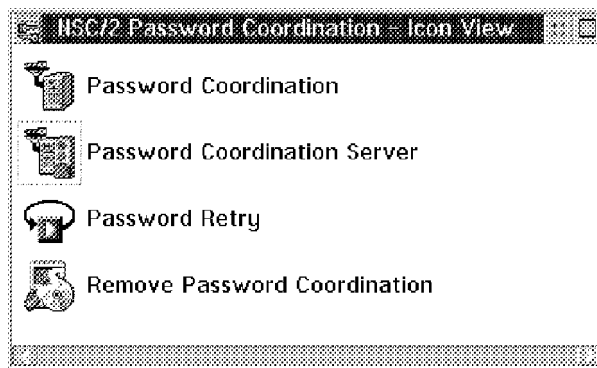 NSC/2 Password Coordination - Icon View
Password Coordination
Password Coordination Server
Password Retry
Remove Password Coordination